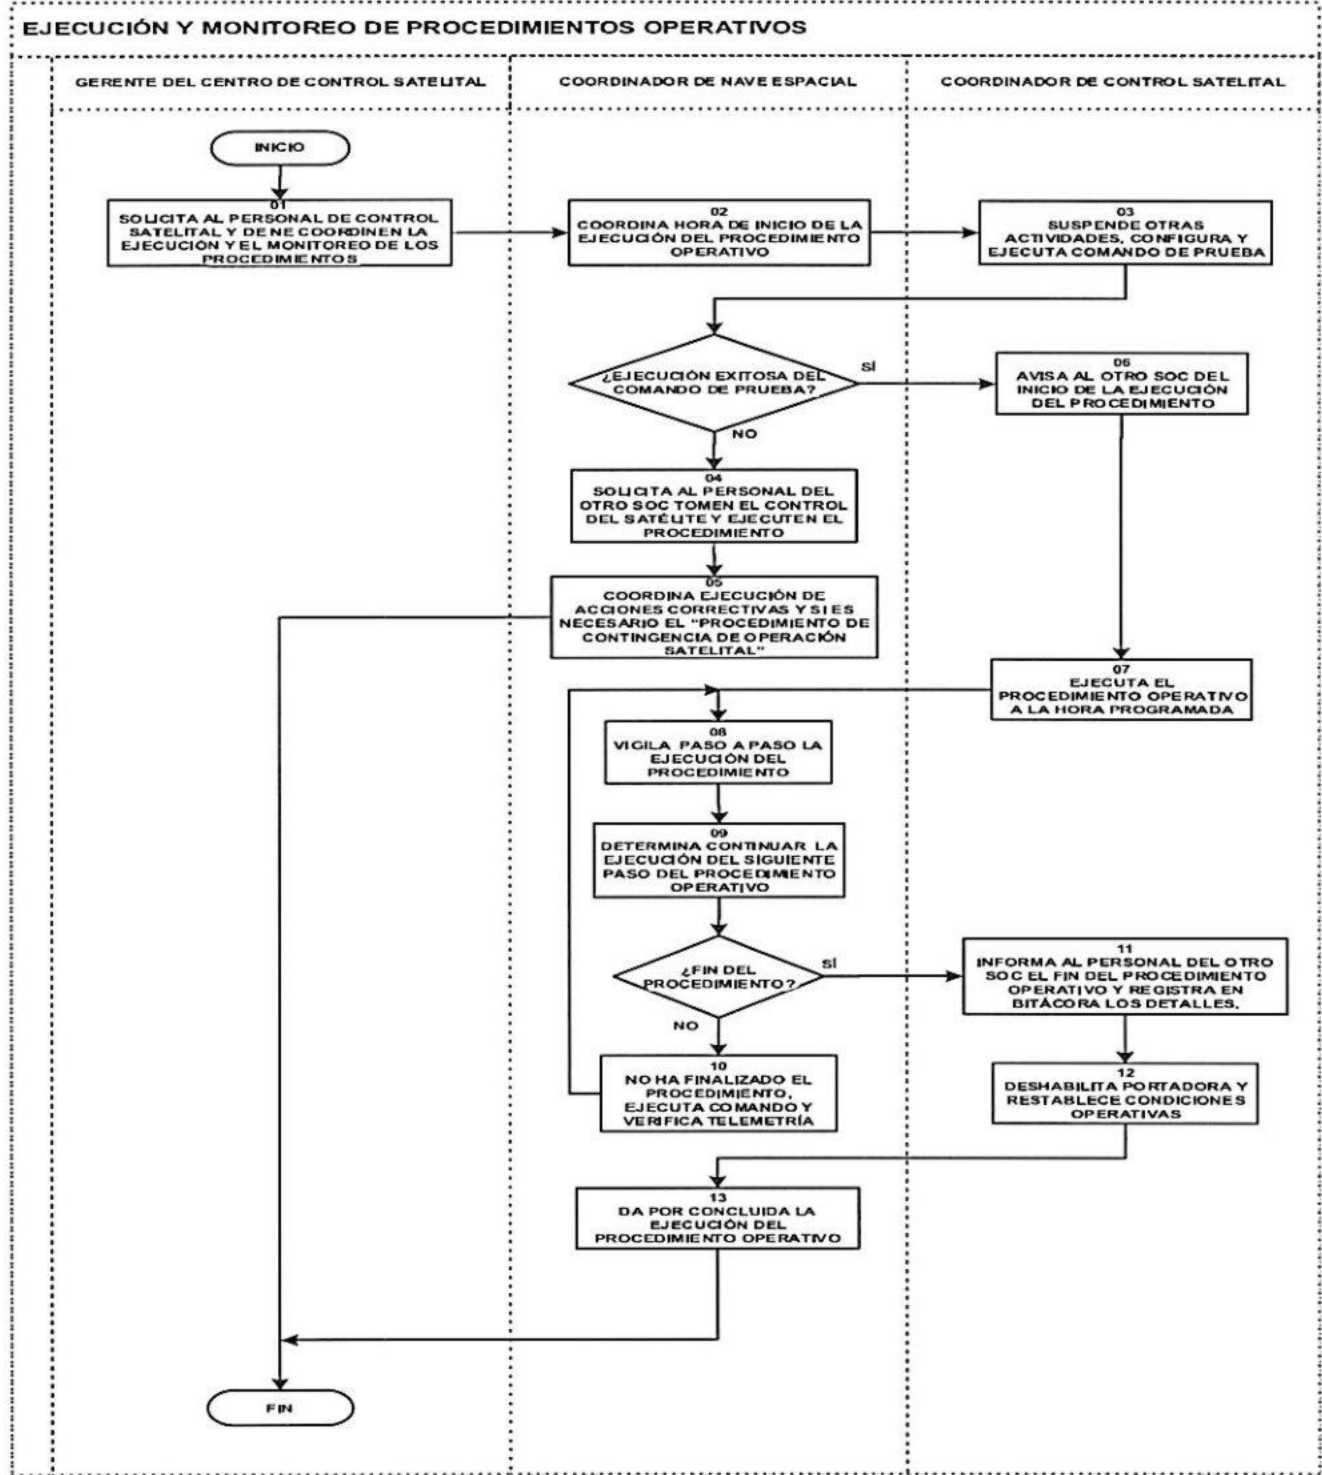 EJECUCIÓN Y MONITOREO DE PROCEDIMIENTOS OPERATIVOS
GERENTE DEL CENTRO DE CONTROL SATELITAL
COORDINADOR DE NAVE ESPACIAL
COORDINADOR DE CONTROL SATELITAL
INICIO
01
SOLICITA AL PERSONAL DE CONTROL
SATELITAL Y DE NE COORDINEN LA
EJECUCIÓN Y EL MONITOREO DE LOS
PROCEDIMIENTOS
02
COORDINA HORA DE INICIO DE LA
EJECUCIÓN DEL PROCEDIMIENTO
OPERATIVO
03
SUSPENDE OTRAS
ACTIVIDADES, CONFIGURA Y
EJECUTA COMANDO DE PRUEBA
¿EJECUCIÓN EXITOSA DEL
COMANDO DE PRUEBA?
SÍ
NO
06
AVISA AL OTRO SOC DEL
INICIO DE LA EJECUCIÓN
DEL PROCEDIMIENTO
04
SOLICITA AL PERSONAL DEL
OTRO SOC TOMEN EL CONTROL
DEL SATÉLITE Y EJECUTEN EL
PROCEDIMIENTO
05
COORDINA EJECUCIÓN DE
ACCIONES CORRECTIVAS Y SI ES
NECESARIO EL "PROCEDIMIENTO DE
CONTINGENCIA DE OPERACIÓN
SATELITAL"
07
EJECUTA EL
PROCEDIMIENTO OPERATIVO
A LA HORA PROGRAMADA
08
VIGILA PASO A PASO LA
EJECUCIÓN DEL
PROCEDIMIENTO
09
DETERMINA CONTINUAR LA
EJECUCIÓN DEL SIGUIENTE
PASO DEL PROCEDIMIENTO
OPERATIVO
¿FIN DEL
PROCEDIMIENTO?
SÍ
NO
11
INFORMA AL PERSONAL DEL OTRO
SOC EL FIN DEL PROCEDIMIENTO
OPERATIVO Y REGISTRA EN
BITÁCORA LOS DETALLES.
10
NO HA FINALIZADO EL
PROCEDIMIENTO,
EJECUTA COMANDO Y
VERIFICA TELEMETRÍA
12
DESHABILITA PORTADORA Y
RESTABLECE CONDICIONES
OPERATIVAS
13
DA POR CONCLUIDA LA
EJECUCIÓN DEL
PROCEDIMIENTO OPERATIVO
FIN